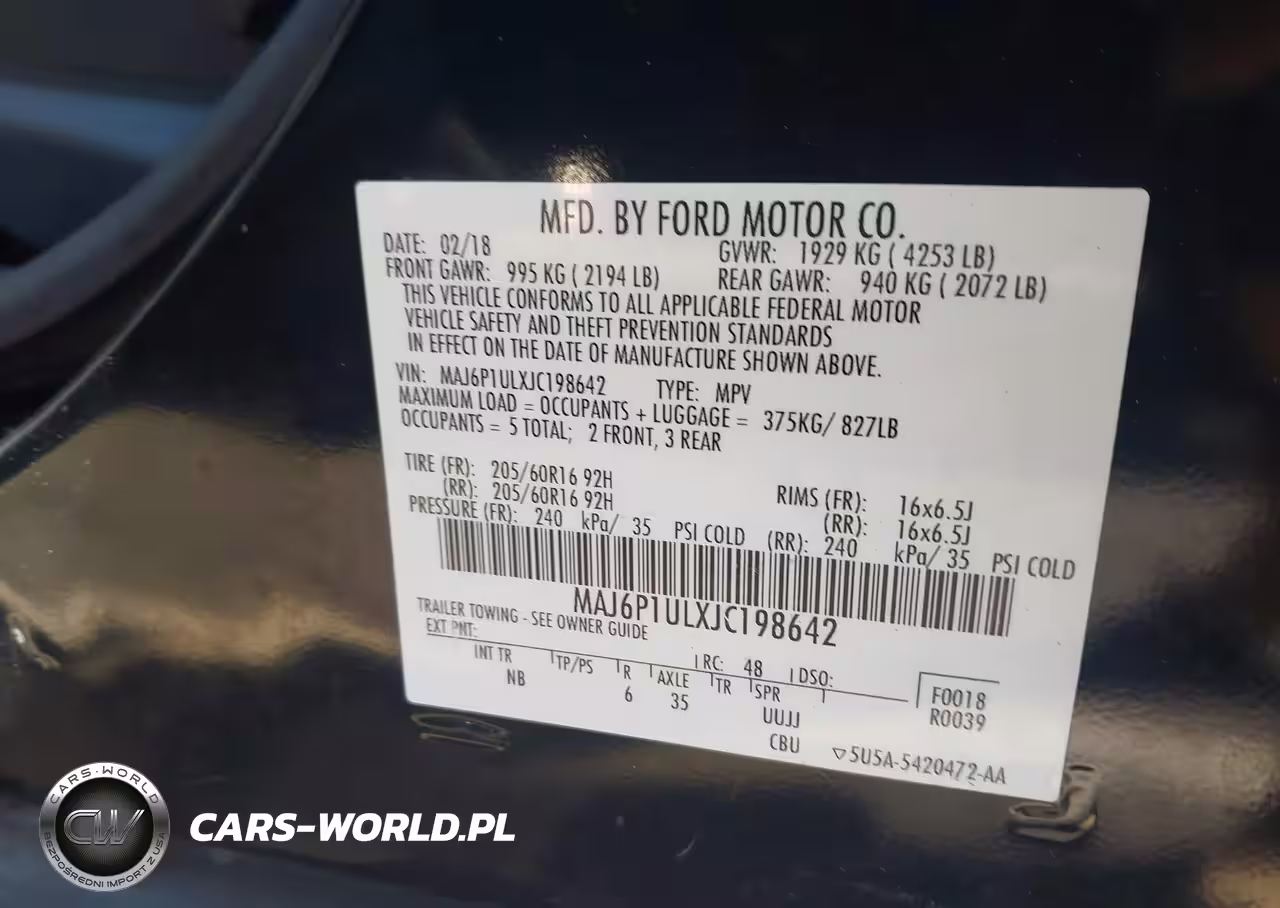 MFD. BY FORD MOTOR CO.
DATE: 02/18 GVWR: 1929 KG ( 4253 LB)
FRONT GAWR: 995 KG ( 2194 LB) REAR GAWR: 940 KG ( 2072 LB)
THIS VEHICLE CONFORMS TO ALL APPLICABLE FEDERAL MOTOR
VEHICLE SAFETY AND THEFT PREVENTION STANDARDS
IN EFFECT ON THE DATE OF MANUFACTURE SHOWN ABOVE.
VIN: MAJ6P1ULXJC198642 TYPE: MPV
MAXIMUM LOAD = OCCUPANTS + LUGGAGE = 375KG/ 827LB
OCCUPANTS = 5 TOTAL; 2 FRONT, 3 REAR
TIRE (FR): 205/60R16 92H RIMS (FR): 16x6.5J
(RR): 205/60R16 92H (RR): 16x6.5J
PRESSURE (FR): 240 kPa/ 35 PSI COLD (RR): 240 kPa/ 35 PSI COLD
MAJ6P1ULXJC198642
TRAILER TOWING - SEE OWNER GUIDE
EXT PNT: RC: 48 DSO:
INT TR TP/PS R AXLE TR SPR F0018
NB 6 35 UUJJ R0039
CBU 5U5A-5420472-AA
CARS-WORLD
CW
BEZPOŚREDNI IMPORT Z USA
CARS-WORLD.PL